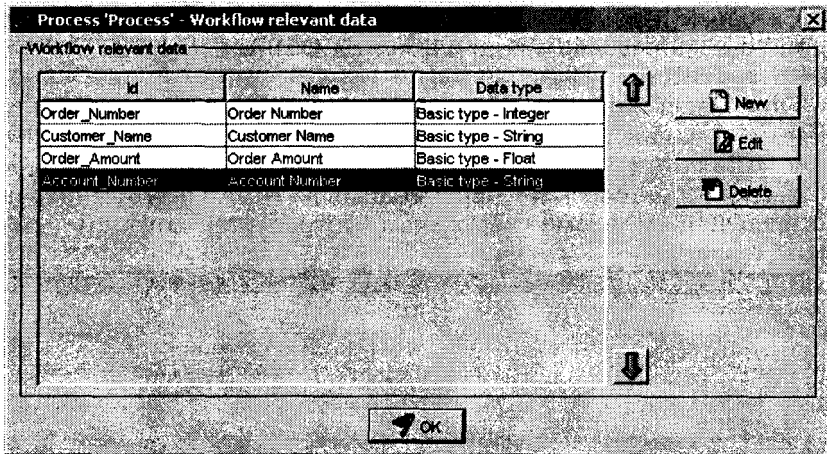 Process 'Process' - Workflow relevant data
Workflow relevant data
Id Name Data type
Order_Number Order Number Basic type - Integer
Customer_Name Customer Name Basic type - String
Order_Amount Order Amount Basic type - Float
Account_Number Account Number Basic type - String
New
Edit
Delete
OK